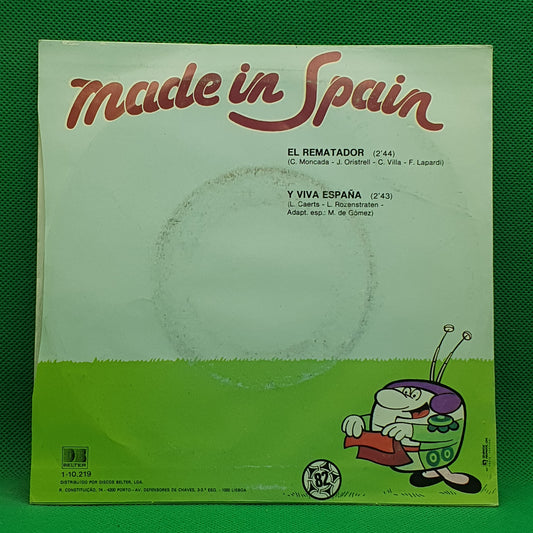 made in Spain
EL REMATADOR (2'44)
(C. Moncada - J. Oristrell - C. Villa - F. Lapardi)
Y VIVA ESPAÑA (2'43)
(L. Caerts - L. Rozenstraten -
Adapt. esp.: M. de Gómez)
BELTER
1-10.219
DISTRIBUIDO POR DISCOS BELTER, LDA.
R. CONSTITUIÇÃO, 74 - 4200 PORTO - AV. DEFENSORES DE CHAVES, 3-5.º ESQ. - 1000 LISBOA
82